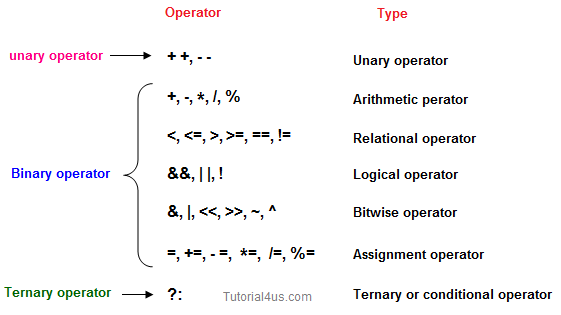 Operator Type
unary operator + +, - - Unary operator
+, -, *, /, % Arithmetic perator
<, <=, >, >=, ==, != Relational operator
Binary operator &&, | |, ! Logical operator
&, |, <<, >>, ~, ^ Bitwise operator
=, +=, - =, *=, /=, %= Assignment operator
Ternary operator ?: Tutorial4us.com Ternary or conditional operator